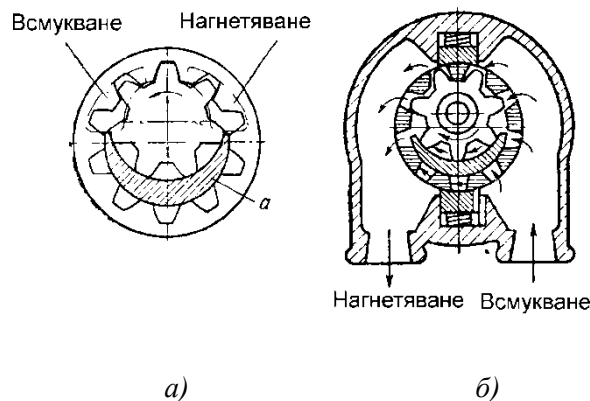 Всмукване Нагнетяване
a
Нагнетяване Всмукване
а) б)